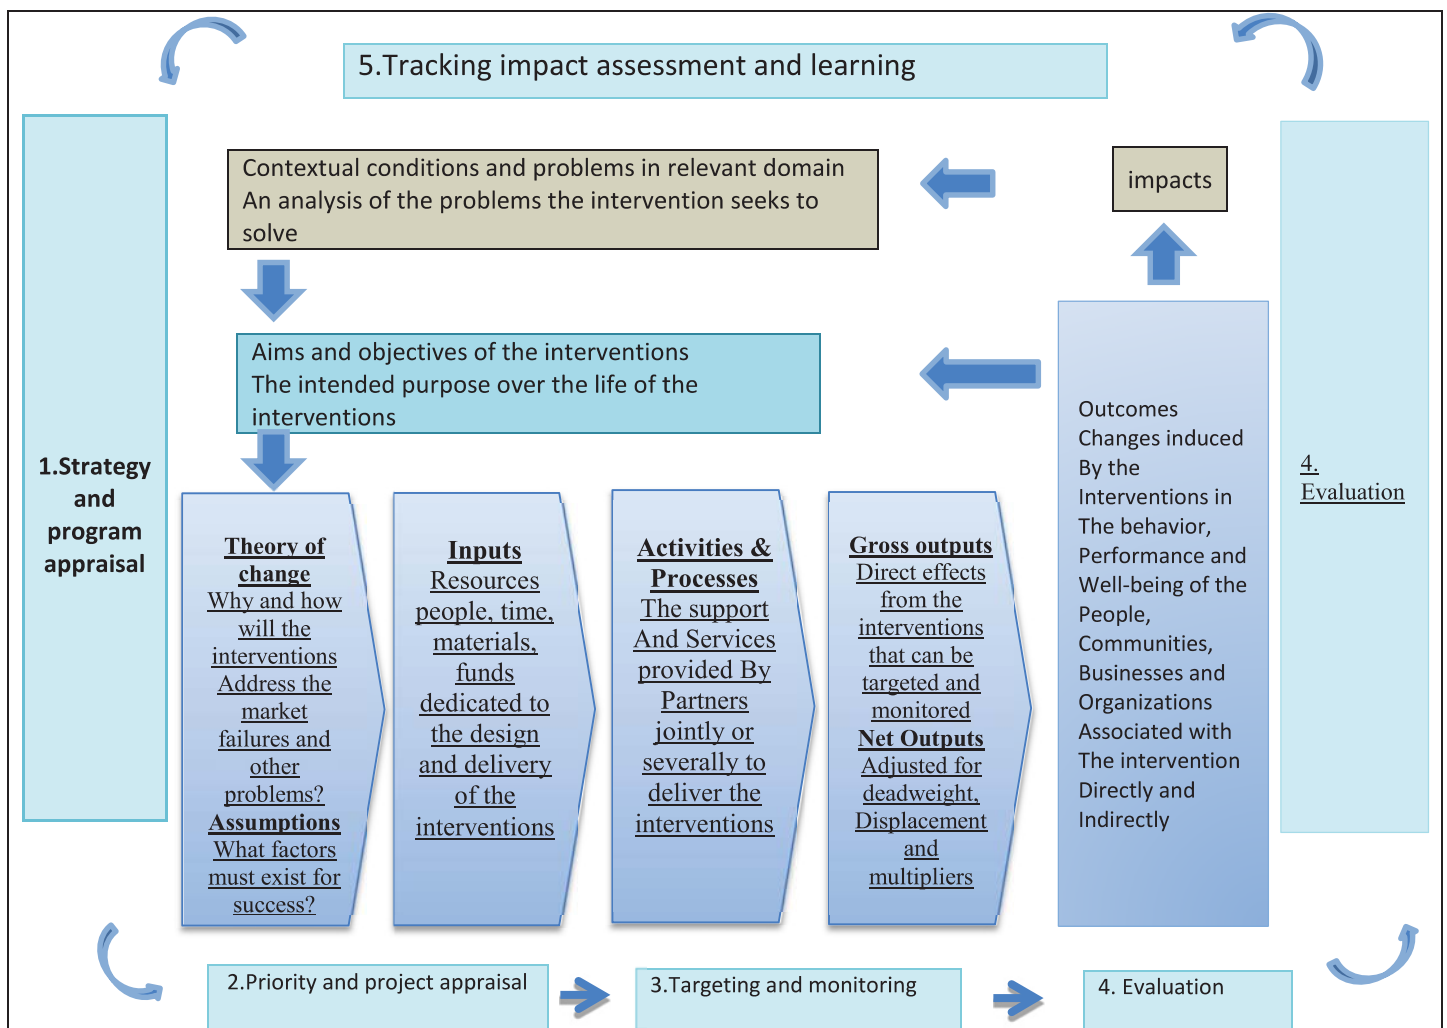 5.Tracking impact assessment and learning
Contextual conditions and problems in relevant domain
An analysis of the problems the intervention seeks to
solve
impacts
Aims and objectives of the interventions
The intended purpose over the life of the
interventions
1.Strategy
and
program
appraisal
Theory of
change
Why and how
will the
interventions
Address the
market
failures and
other
problems?
Assumptions
What factors
must exist for
success?
Inputs
Resources
people, time,
materials,
funds
dedicated to
the design
and delivery
of the
interventions
Activities &
Processes
The support
And Services
provided By
Partners
jointly or
severally to
deliver the
interventions
Gross outputs
Direct effects
from the
interventions
that can be
targeted and
monitored
Net Outputs
Adjusted for
deadweight,
Displacement
and
multipliers
Outcomes
Changes induced
By the
Interventions in
The behavior,
Performance and
Well-being of the
People,
Communities,
Businesses and
Organizations
Associated with
The intervention
Directly and
Indirectly
4.
Evaluation
2.Priority and project appraisal
3.Targeting and monitoring
4. Evaluation